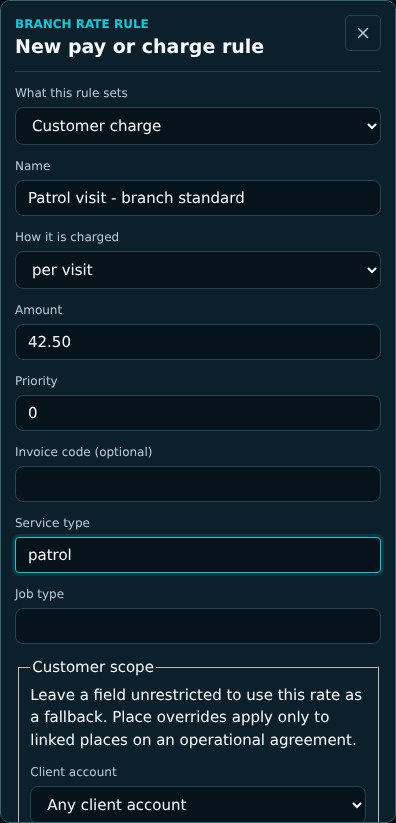 BRANCH RATE RULE
New pay or charge rule
What this rule sets
Customer charge
Name
Patrol visit - branch standard
How it is charged
per visit
Amount
42.50
Priority
0
Invoice code (optional)
Service type
patrol
Job type
Customer scope
Leave a field unrestricted to use this rate as
a fallback. Place overrides apply only to
linked places on an operational agreement.
Client account
Any client account